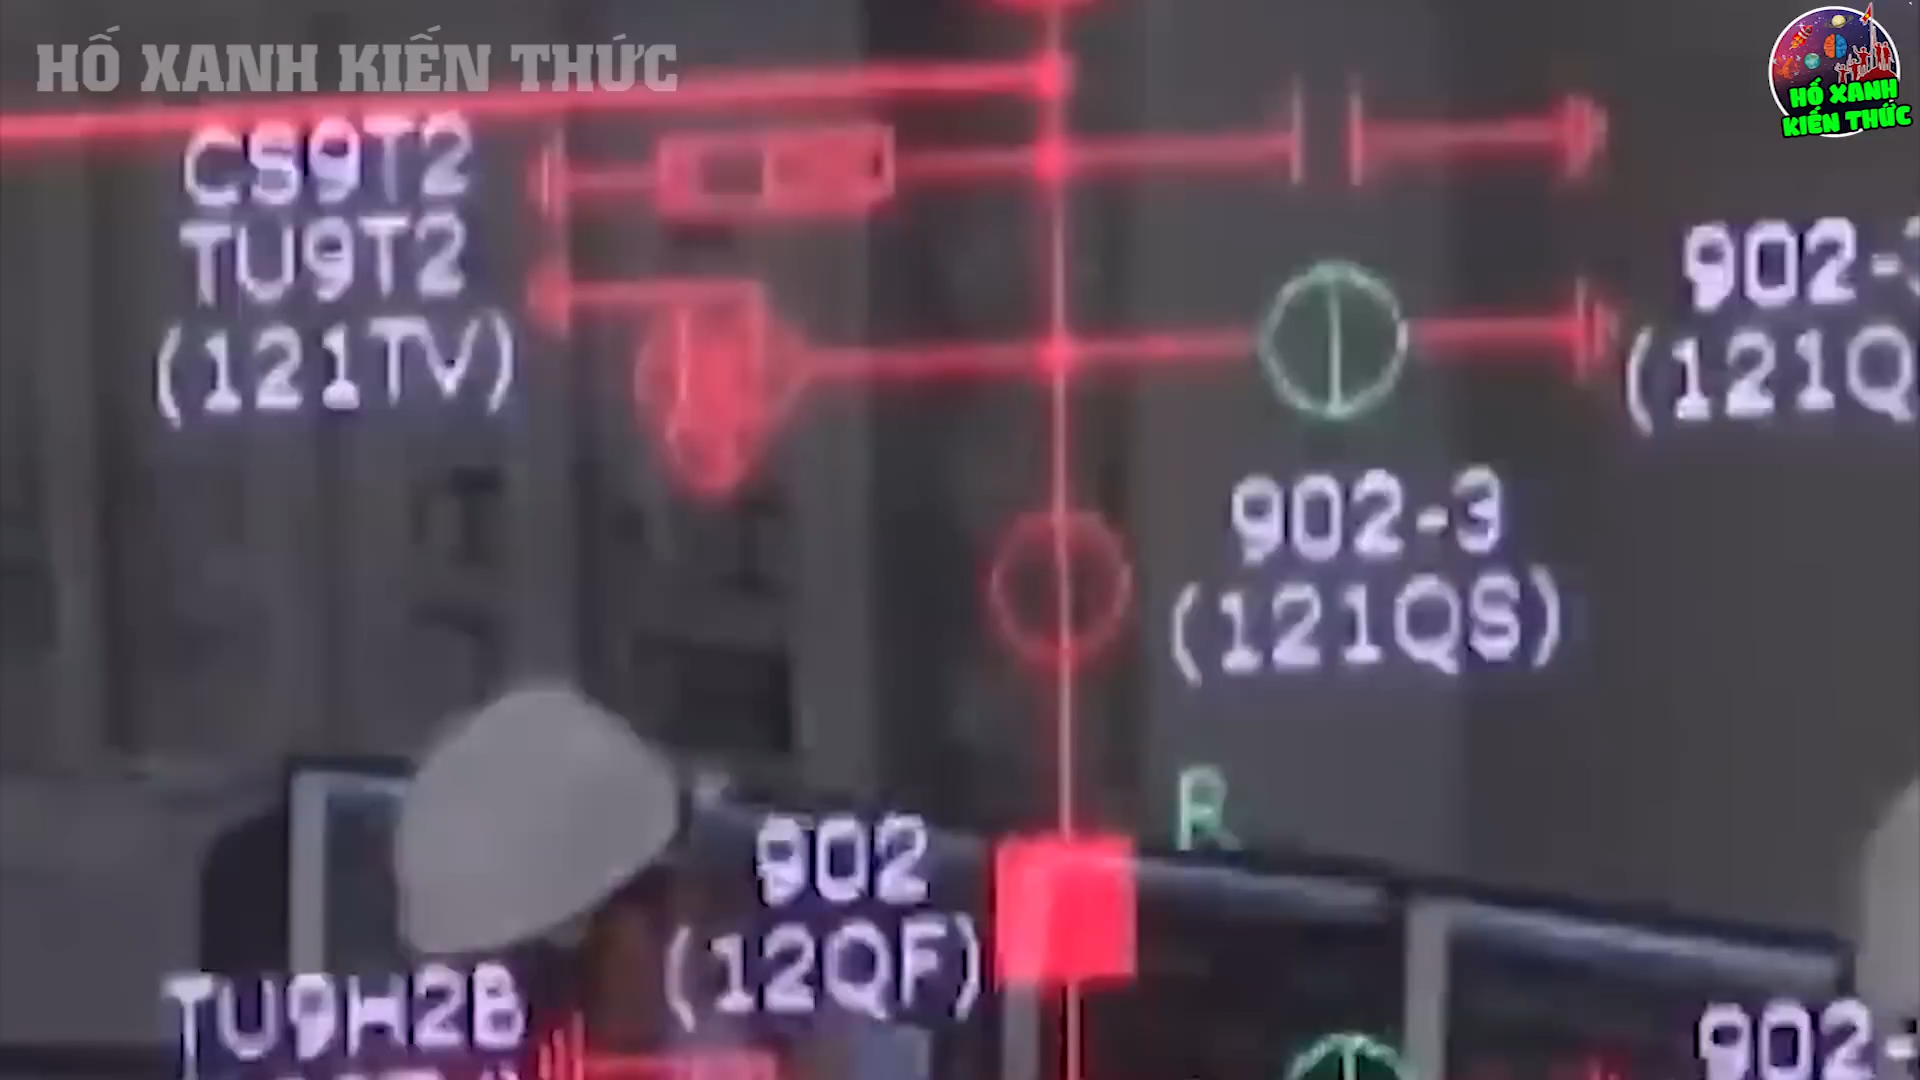 HỐ XANH KIẾN THỨC
HỐ XANH
KIẾN THỨC
CS9T2
TU9T2
(121TV)
902-3
(121QS)
R
902
(12QF)
TU9H2B
902-
(121Q
902-